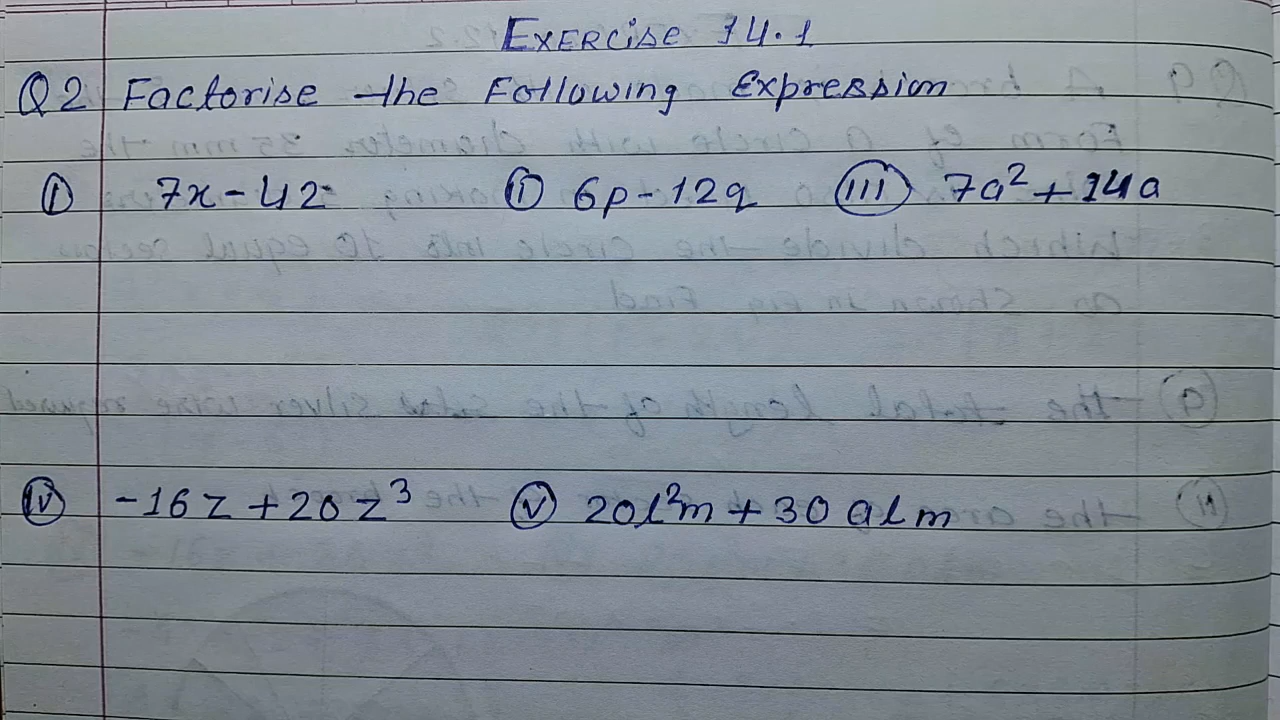 Exercise 14.1
Q2 Factorise the Following Expression
(i) 7x - 42 (ii) 6p - 12q (iii) 7a² + 14a
(iv) -16z + 20z³ (v) 20l²m + 30alm